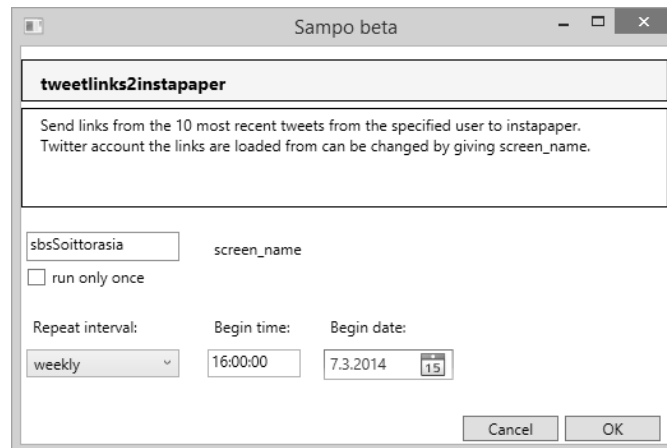 Sampo beta
tweetlinks2instapaper
Send links from the 10 most recent tweets from the specified user to instapaper.
Twitter account the links are loaded from can be changed by giving screen_name.
sbsSoittorasia screen_name
run only once
Repeat interval: Begin time: Begin date:
weekly 16:00:00 7.3.2014 15
Cancel OK